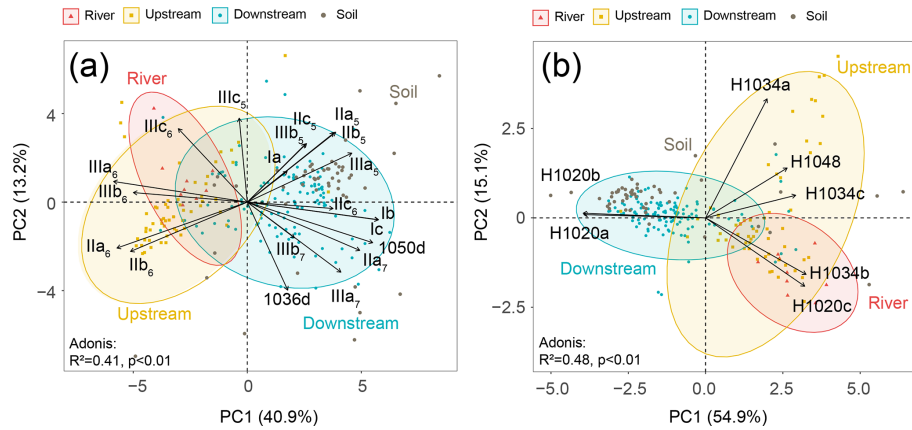 River Upstream Downstream Soil
(a)
River
Soil
IIIc5
IIc5
IIa5
IIIb5
IIb5
IIIc6
Ia
IIIa5
IIIa6
IIIb6
IIc6
Ib
Ic
1050d
IIIb7
IIa6
IIb6
IIa7
IIIa7
1036d
Upstream
Downstream
Adonis:
R²=0.41, p<0.01
PC2 (13.2%)
4
0
−4
−5
0
5
PC1 (40.9%)
River Upstream Downstream Soil
(b)
Upstream
H1034a
Soil
H1048
H1020b
H1034c
H1020a
Downstream
H1034b
H1020c
River
Adonis:
R²=0.48, p<0.01
PC2 (15.1%)
2.5
0
−2.5
−5.0
−2.5
0.0
2.5
5.0
PC1 (54.9%)